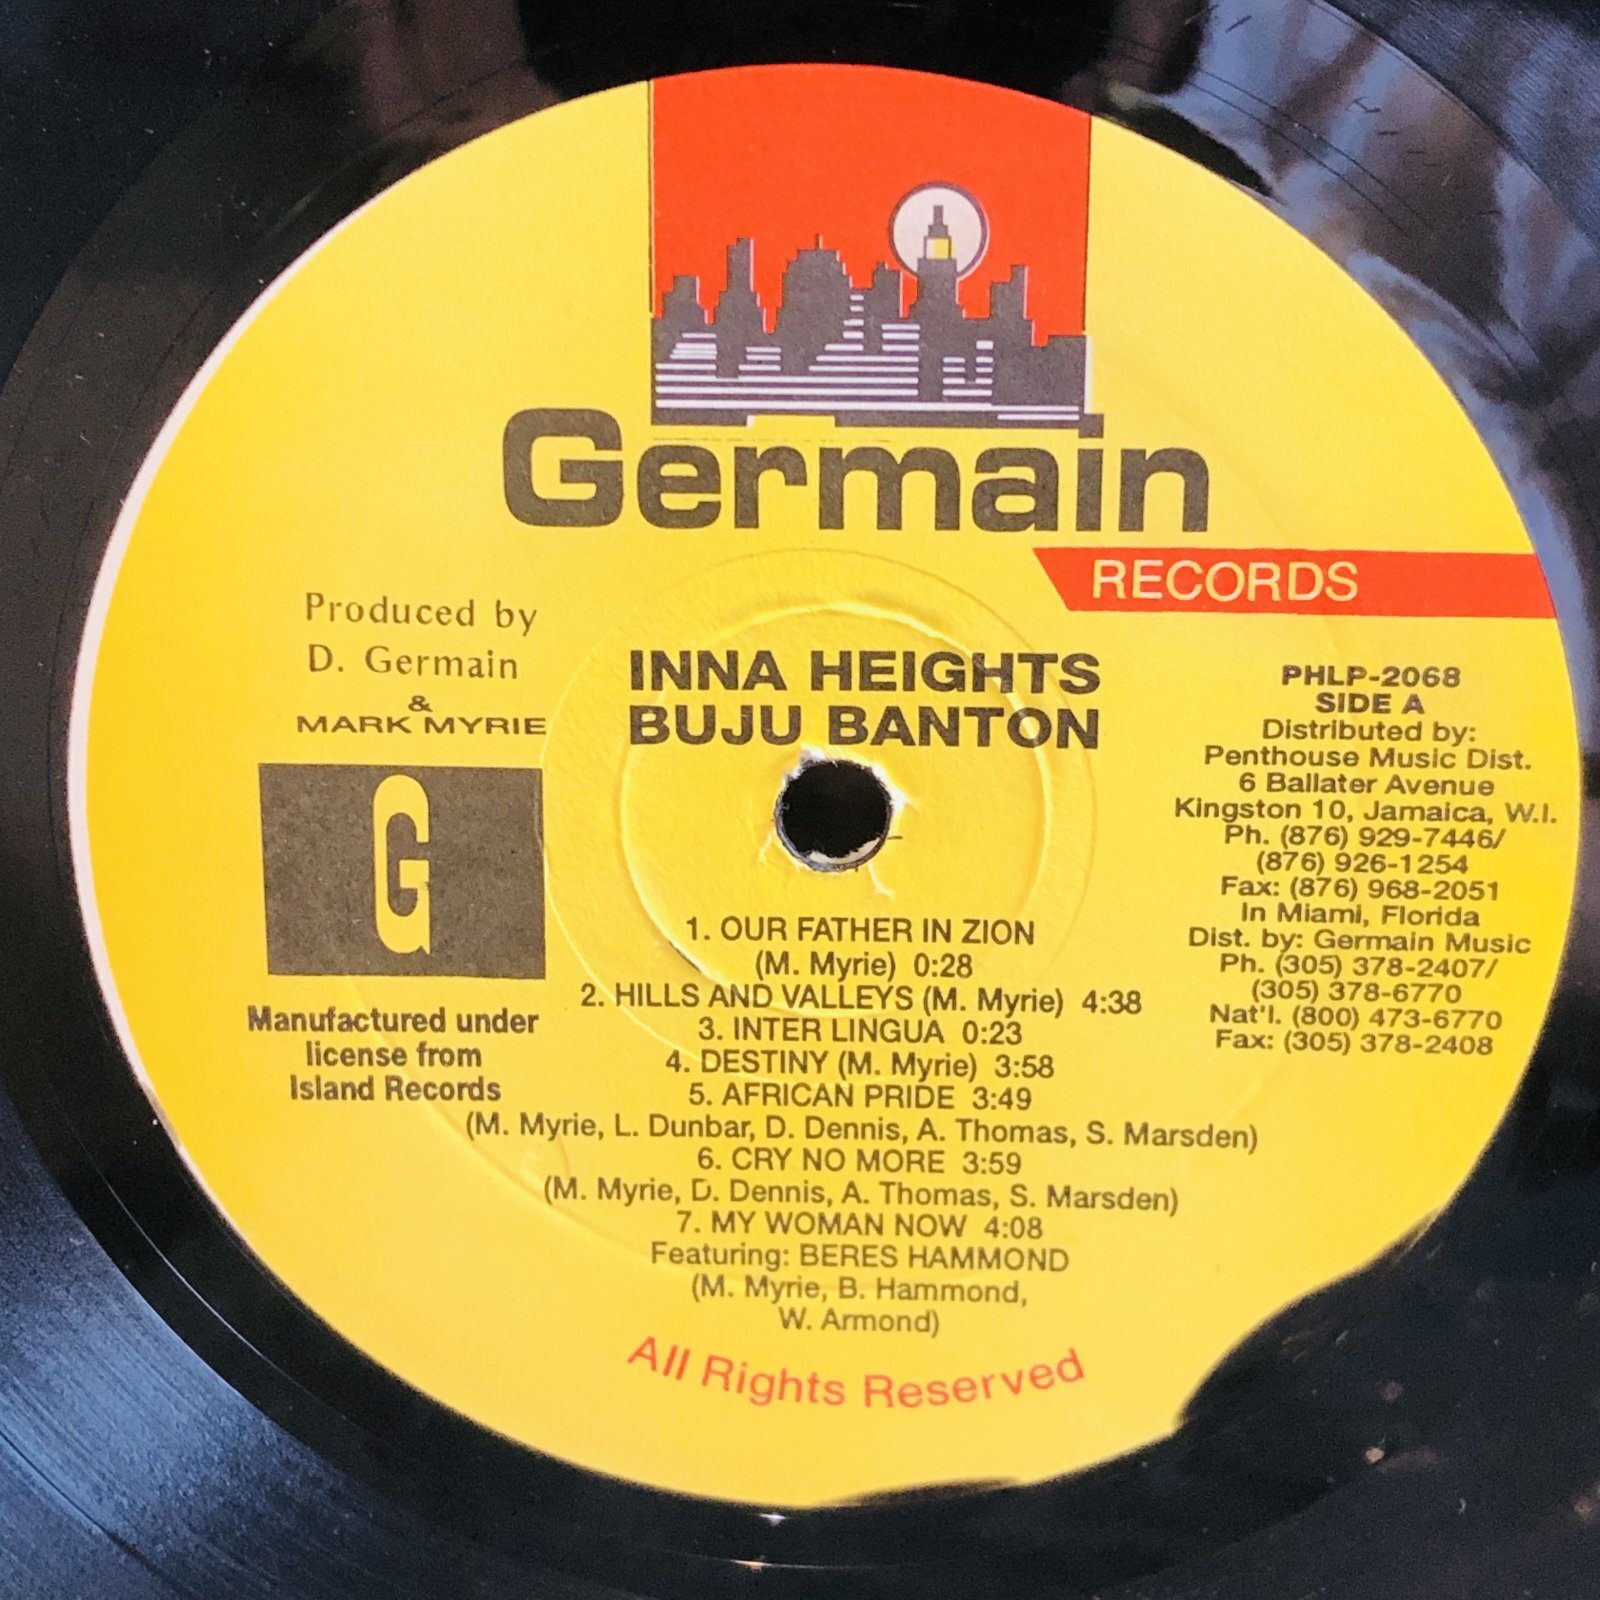 Germain
RECORDS
Produced by
D. Germain
&
MARK MYRIE
G
Manufactured under
license from
Island Records
INNA HEIGHTS
BUJU BANTON
PHLP-2068
SIDE A
Distributed by:
Penthouse Music Dist.
6 Ballater Avenue
Kingston 10, Jamaica, W.I.
Ph. (876) 929-7446/
(876) 926-1254
Fax: (876) 968-2051
In Miami, Florida
Dist. by: Germain Music
Ph. (305) 378-2407/
(305) 378-6770
Nat'l. (800) 473-6770
Fax: (305) 378-2408
1. OUR FATHER IN ZION
(M. Myrie) 0:28
2. HILLS AND VALLEYS (M. Myrie) 4:38
3. INTER LINGUA 0:23
4. DESTINY (M. Myrie) 3:58
5. AFRICAN PRIDE 3:49
(M. Myrie, L. Dunbar, D. Dennis, A. Thomas, S. Marsden)
6. CRY NO MORE 3:59
(M. Myrie, D. Dennis, A. Thomas, S. Marsden)
7. MY WOMAN NOW 4:08
Featuring: BERES HAMMOND
(M. Myrie, B. Hammond,
W. Armond)
All Rights Reserved